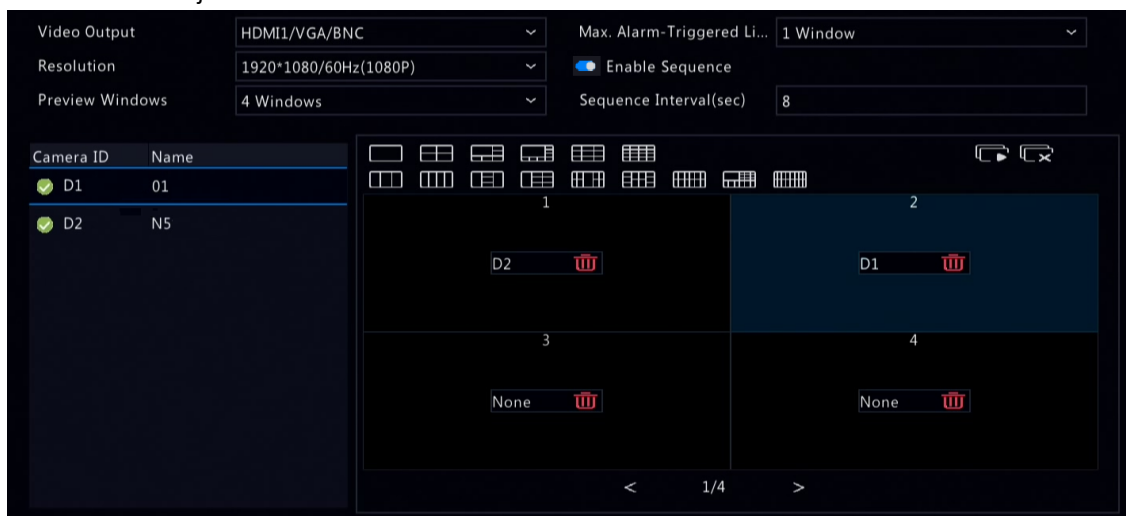 Video Output HDMI1/VGA/BNC Max. Alarm-Triggered Li... 1 Window
Resolution 1920*1080/60Hz(1080P) Enable Sequence
Preview Windows 4 Windows Sequence Interval(sec) 8
Camera ID Name
D1 01
D2 N5
1 2
D2 D1
3 4
None None
< 1/4 >